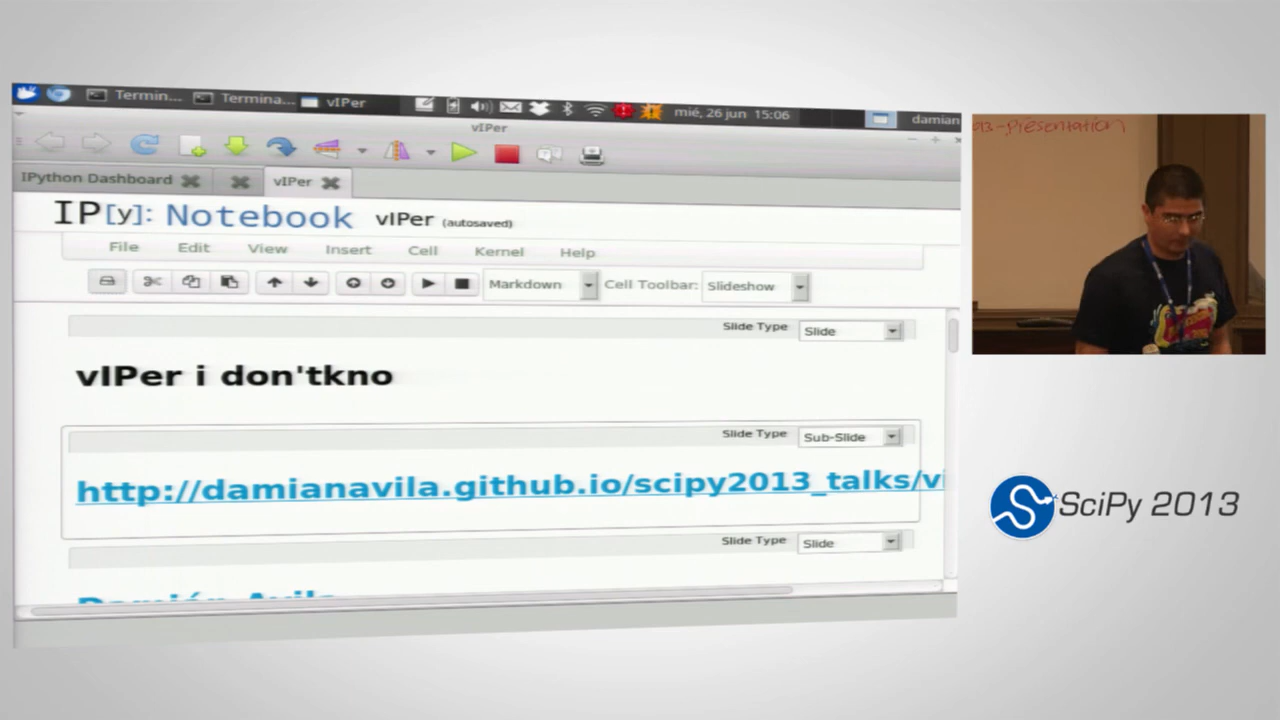 Termin... Termina... vIPer mié, 26 jun 15:06 damian
vIPer
IPython Dashboard vIPer
IP[y]: Notebook vIPer (autosaved)
File Edit View Insert Cell Kernel Help
Markdown Cell Toolbar: Slideshow
Slide Type Slide
vIPer i don'tkno
Slide Type Sub-Slide
http://damianavila.github.io/scipy2013_talks/vi
Slide Type Slide
Damián Avila
-Presentation
SciPy 2013